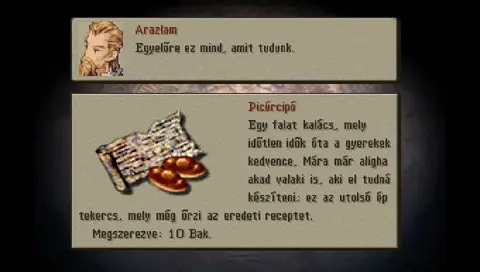 Arazlam
Egyelőre ez mind, amit tudunk.
Picúrcipó
Egy falat kalács, mely
időtlen idők óta a gyerekek
kedvence, Mára már aligha
akad valaki is, aki el tudná
készíteni: ez az utolsó ép
tekercs, mely még őrzi az eredeti receptet.
Megszerezve: 10 Bak.